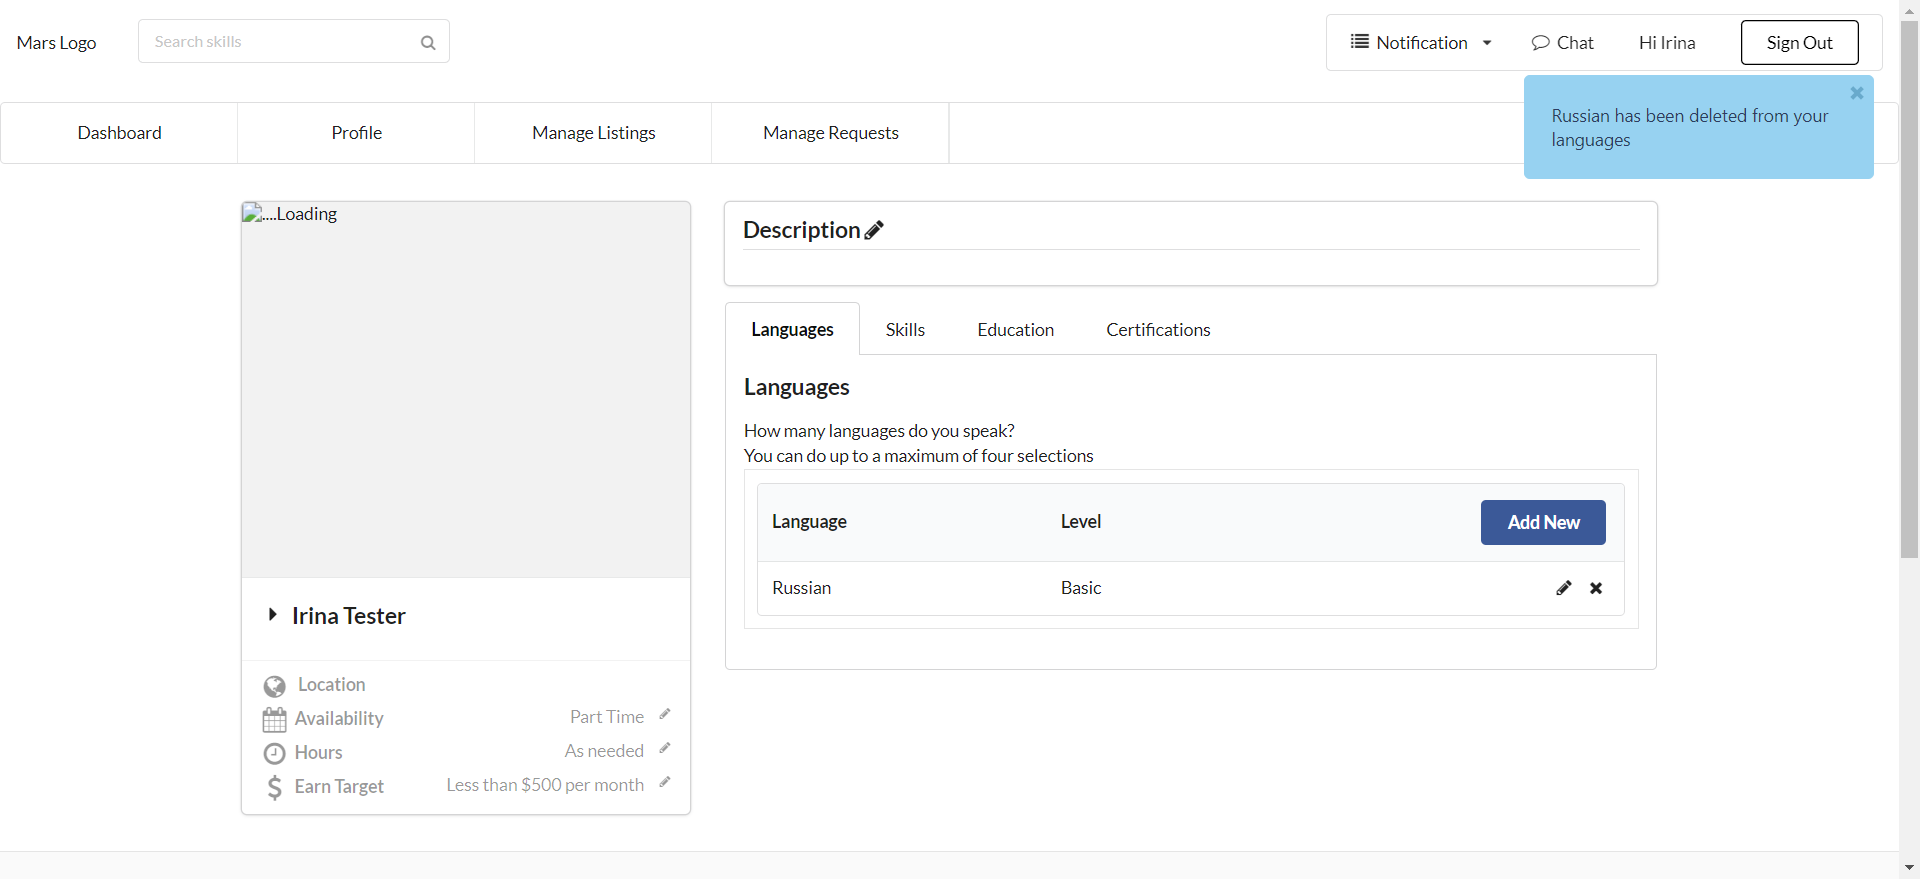 Mars Logo
Search skills
Notification
Chat
Hi Irina
Sign Out
Dashboard
Profile
Manage Listings
Manage Requests
Russian has been deleted from your
languages
....Loading
Irina Tester
Location
Availability
Part Time
Hours
As needed
Earn Target
Less than $500 per month
Description
Languages
Skills
Education
Certifications
Languages
How many languages do you speak?
You can do up to a maximum of four selections
Language
Level
Add New
Russian
Basic